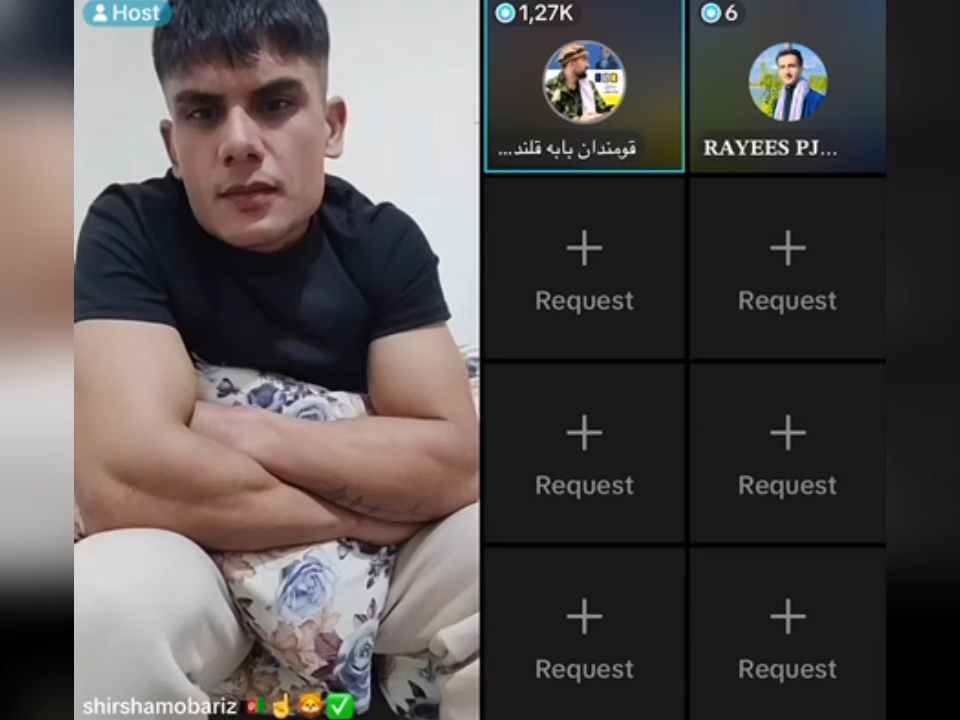 Host
1,27K
6
قومندان بابه قلند...
RAYEES PJ...
Request
Request
Request
Request
Request
Request
shirshamobariz 🇦🇫☝️🦁✅